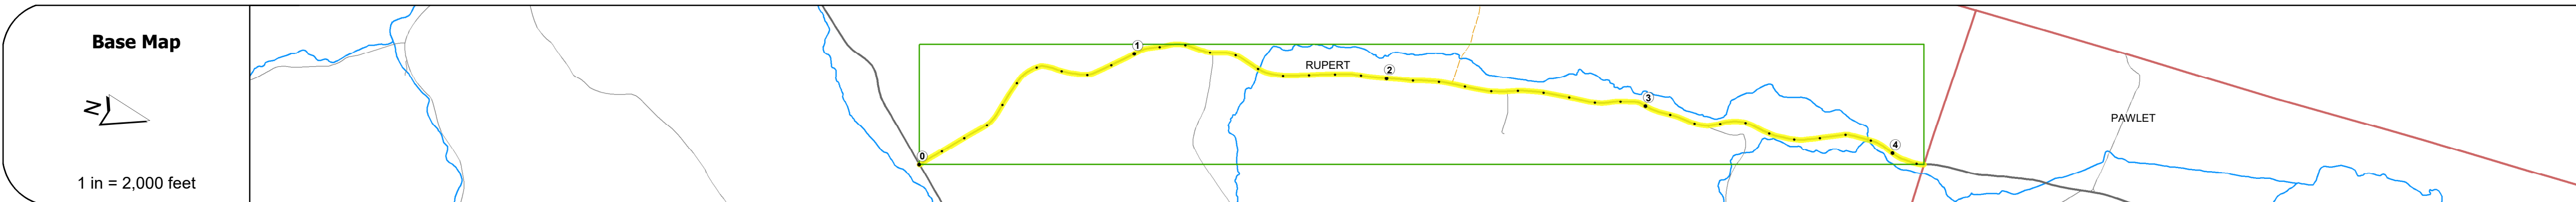 Base Map
N
1 in = 2,000 feet
0
1
RUPERT
2
3
4
PAWLET